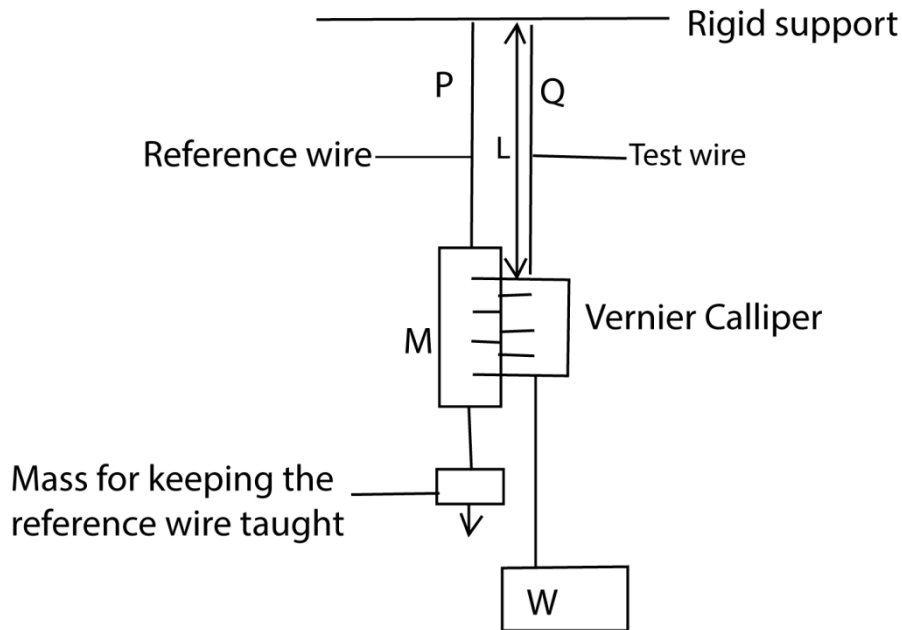 Rigid support
P
Q
Reference wire
L
Test wire
Vernier Calliper
M
Mass for keeping the
reference wire taught
W